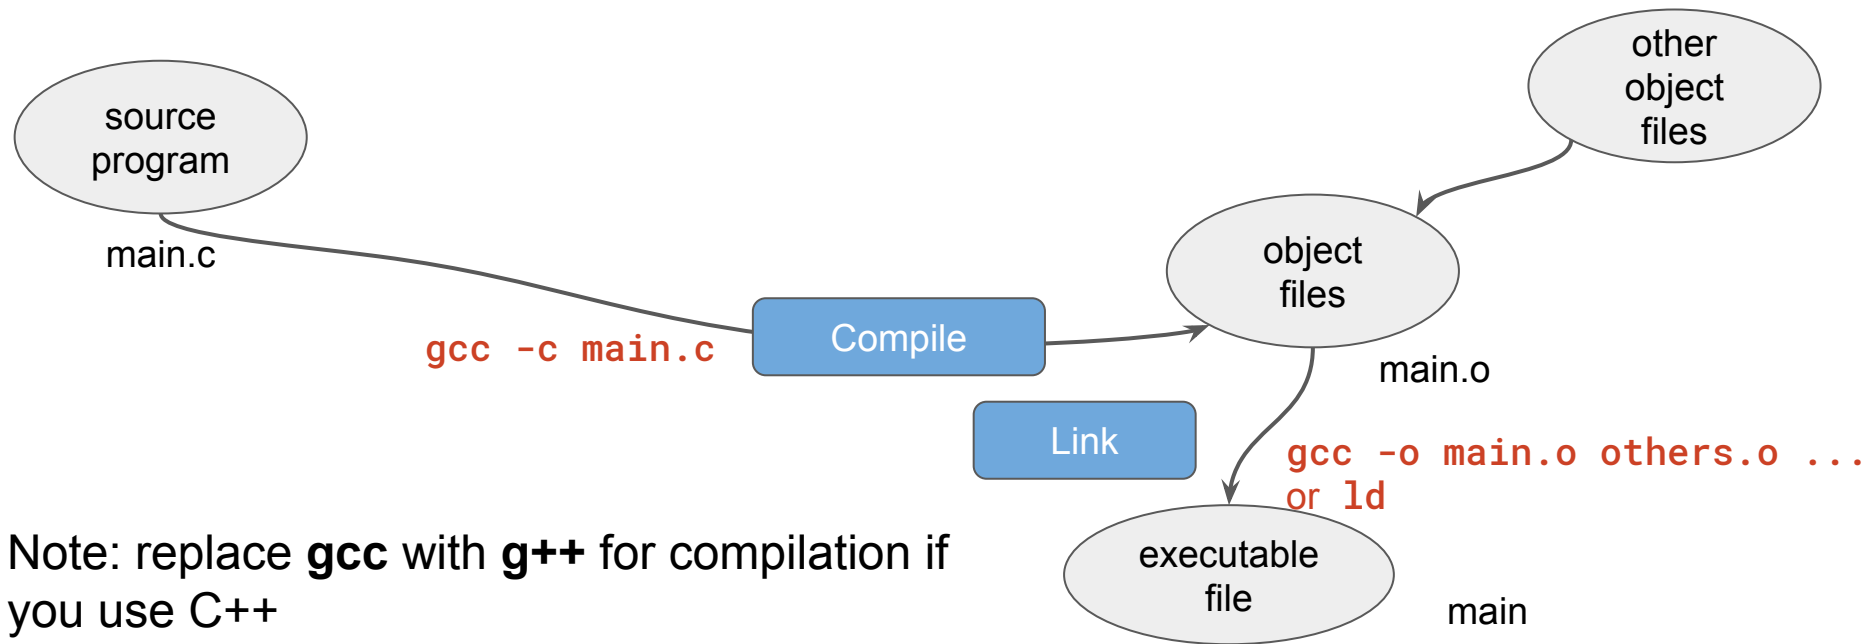 source
program
main.c
gcc -c main.c
Compile
other
object
files
object
files
main.o
Link
gcc -o main.o others.o ...
or ld
executable
file
main
Note: replace gcc with g++ for compilation if
you use C++